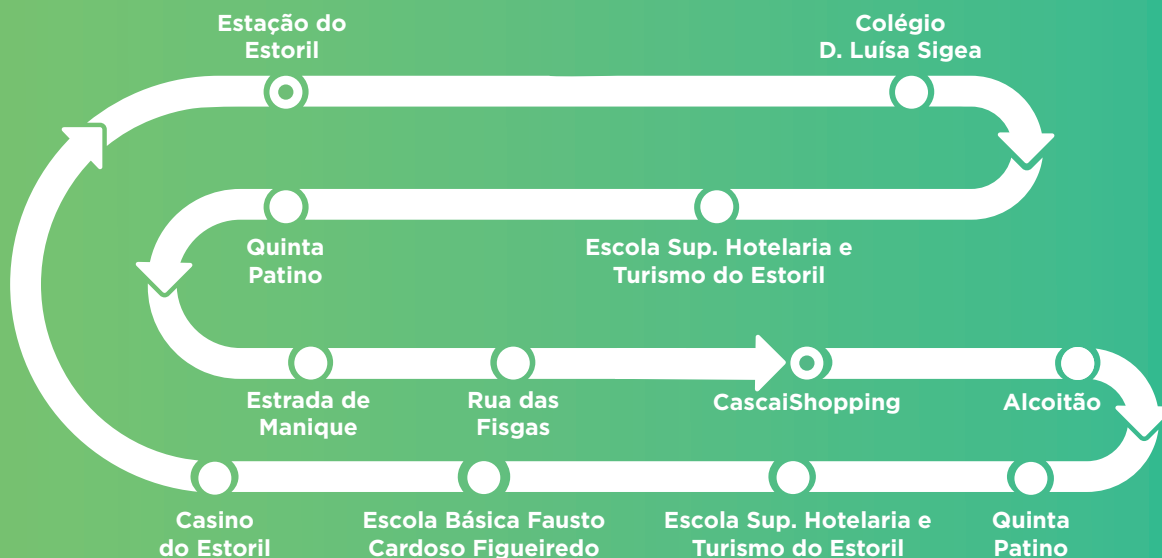 Estação do
Estoril
Colégio
D. Luísa Sigea
Quinta
Patino
Escola Sup. Hotelaria e
Turismo do Estoril
Estrada de
Manique
Rua das
Fisgas
CascaiShopping
Alcoitão
Casino
do Estoril
Escola Básica Fausto
Cardoso Figueiredo
Escola Sup. Hotelaria e
Turismo do Estoril
Quinta
Patino